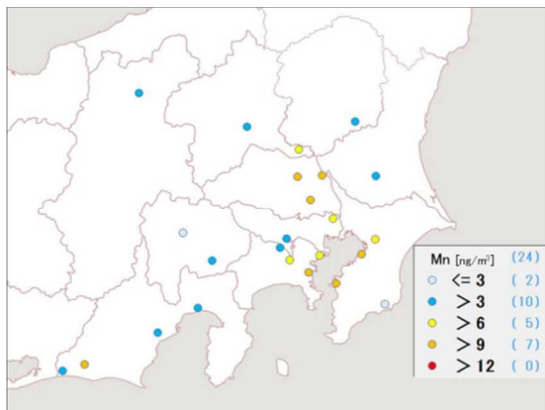 Mn [ng/m³] (24)
<= 3 ( 2)
> 3 (10)
> 6 ( 5)
> 9 ( 7)
> 12 ( 0)